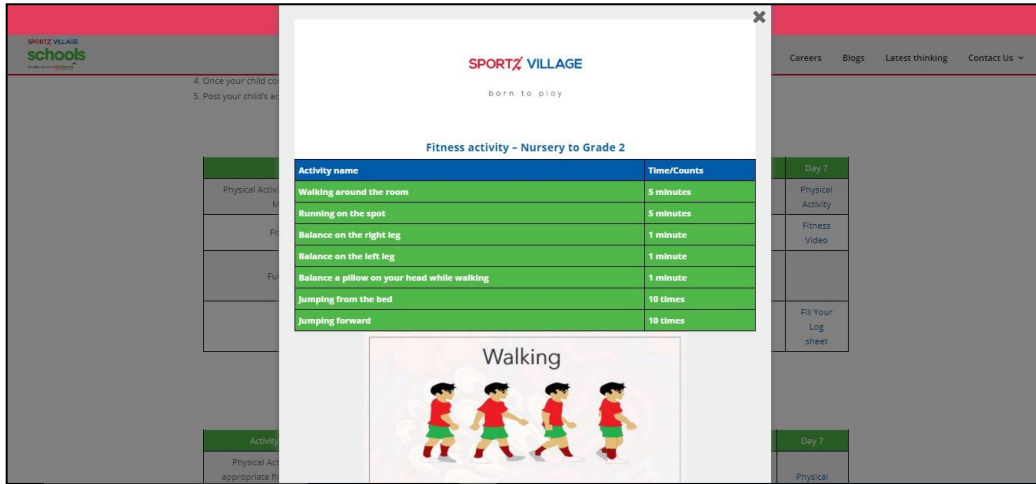 SPORTZ VILLAGE
schools
Careers Blogs Latest thinking Contact Us
4. Once your child co
5. Post your child's ac
SPORTZ VILLAGE
born to play
Fitness activity – Nursery to Grade 2
Activity name Time/Counts
Walking around the room 5 minutes
Running on the spot 5 minutes
Balance on the right leg 1 minute
Balance on the left leg 1 minute
Balance a pillow on your head while walking 1 minute
Jumping from the bed 10 times
Jumping forward 10 times
Walking
Day 7
Physical Activi
M
Physical
Activity
Fit
Fitness
Video
Fu
Fill Your
Log
sheet
Activity
Day 7
Physical Act
appropriate fi
Physical